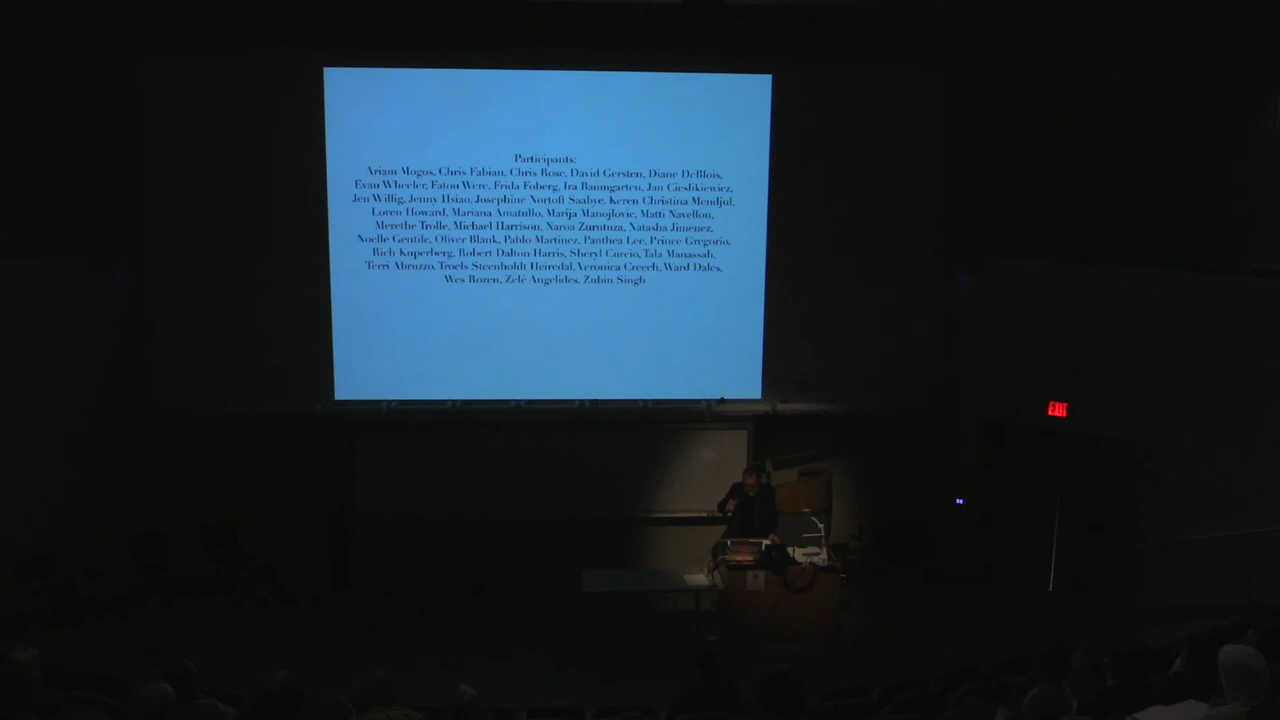 Participants:
Ariam Mogos, Chris Fabian, Chris Rose, David Gersten, Diane DeBlois,
Evan Wheeler, Fatou Were, Frida Foberg, Ira Baumgarten, Jan Cieslikiewicz,
Jen Willig, Jenny Hsiao, Josephine Nortoft Saabye, Keren Christina Mendjul,
Loren Howard, Mariana Amatullo, Marija Manojlovic, Matti Navellou,
Merethe Trolle, Michael Harrison, Naroa Zurutuza, Natasha Jimenez,
Noelle Gentile, Oliver Blank, Pablo Martinez, Panthea Lee, Prince Gregorio,
Rich Kuperberg, Robert Dalton Harris, Sheryl Curcio, Tala Manassah,
Terri Abruzzo, Troels Steenholdt Heiredal, Veronica Creech, Ward Dales,
Wes Rozen, Zelé Angelides, Zubin Singh
EXIT